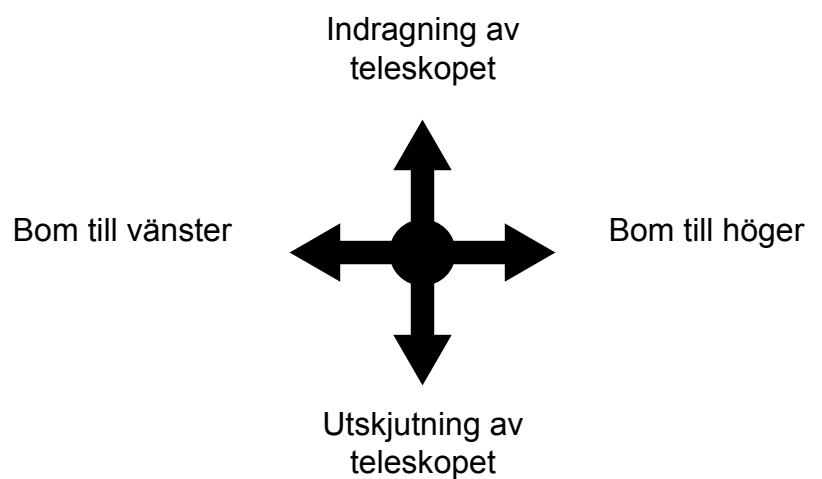 Indragning av
teleskopet
Bom till vänster
Bom till höger
Utskjutning av
teleskopet